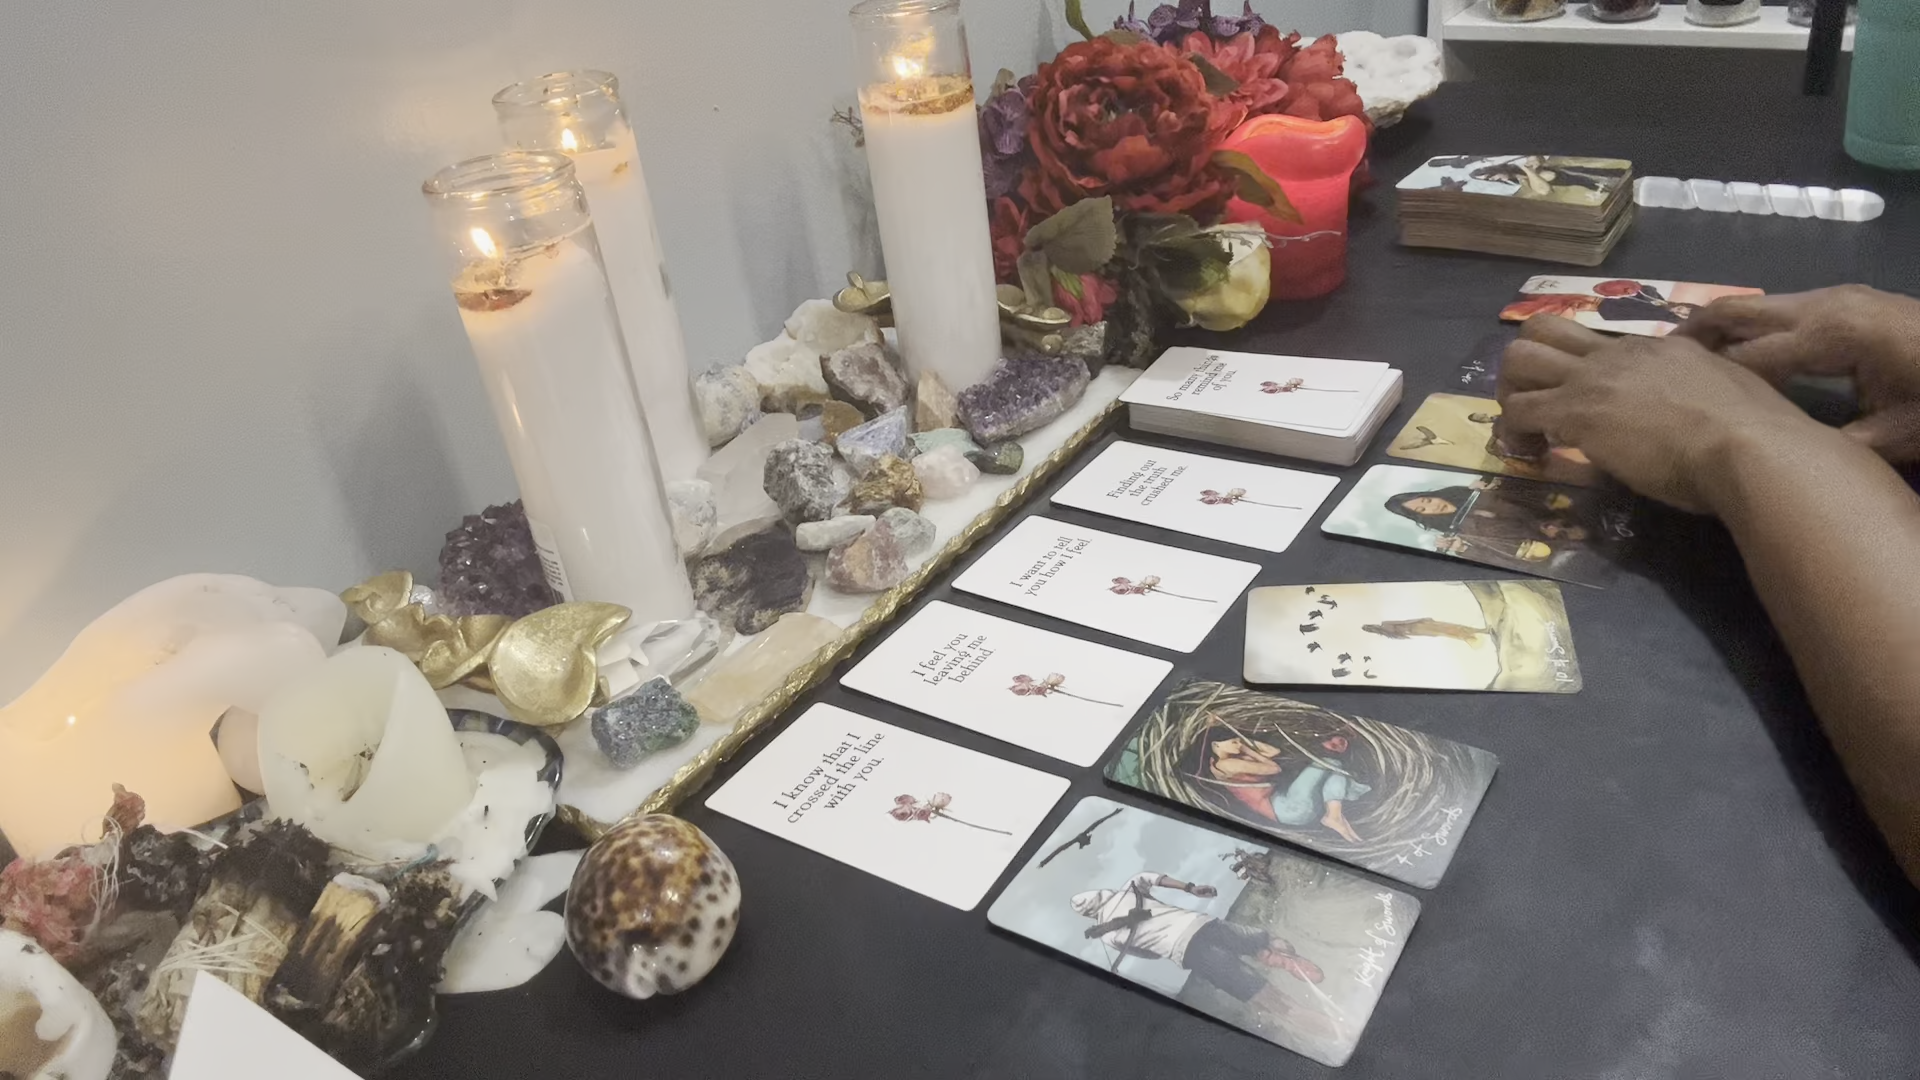 So many things
remind me
of you.
Finding out
the truth
crushed me.
I want to tell
you how I feel.
I feel you
leaving me
behind.
I know that I
crossed the line
with you.
of Swords
4 of Swords
Knight of Swords